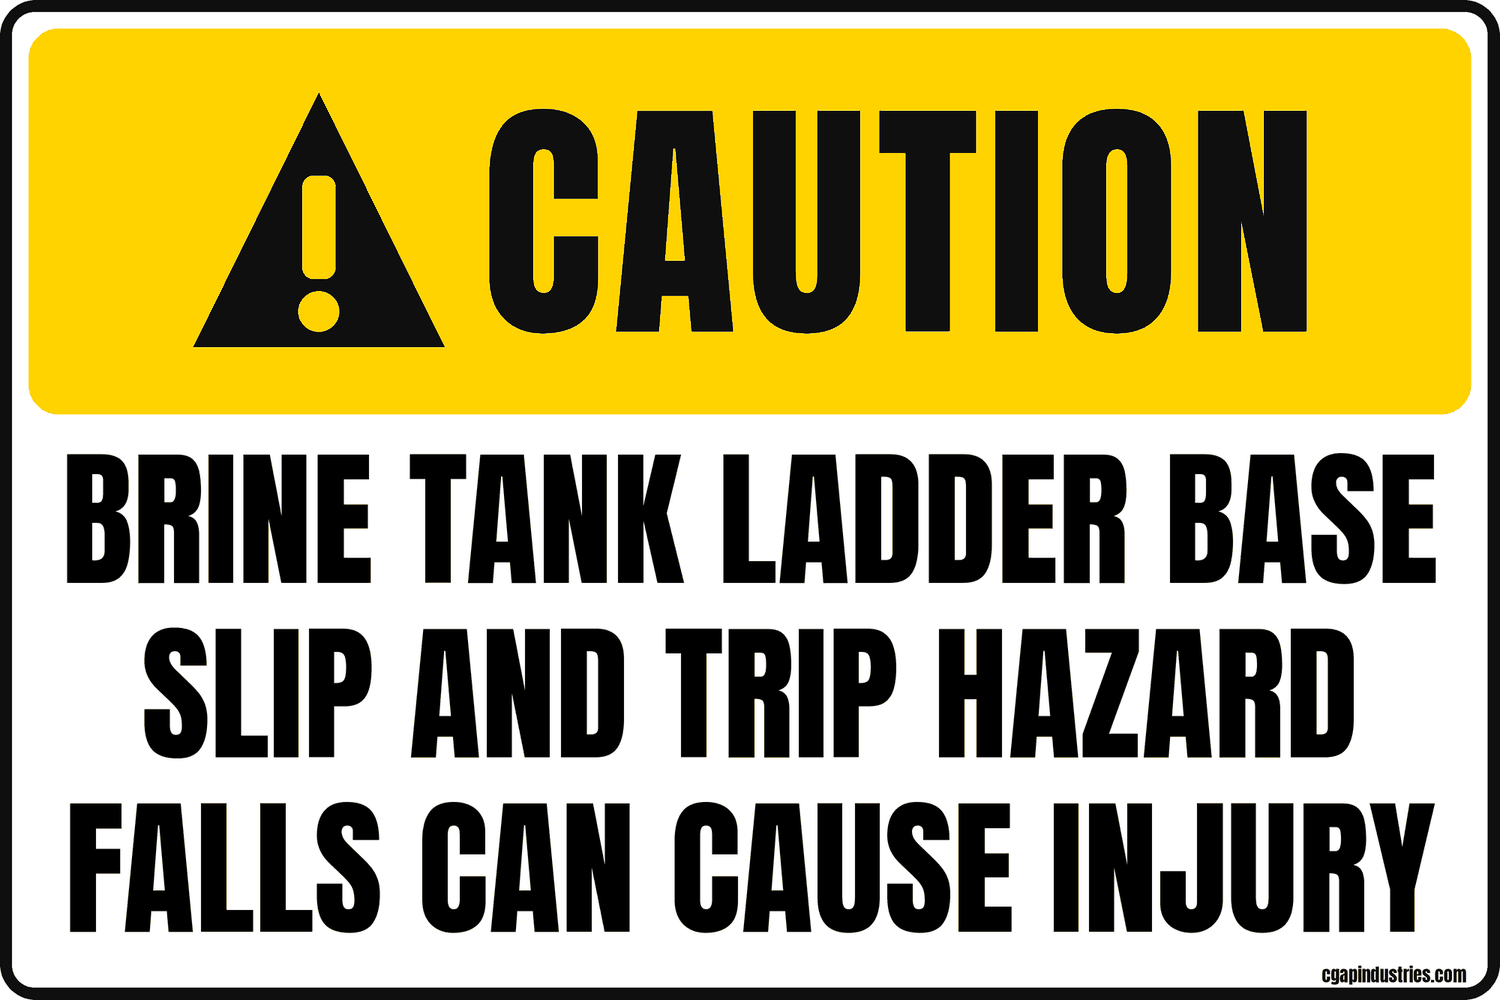 CAUTION
BRINE TANK LADDER BASE
SLIP AND TRIP HAZARD
FALLS CAN CAUSE INJURY
cgapindustries.com